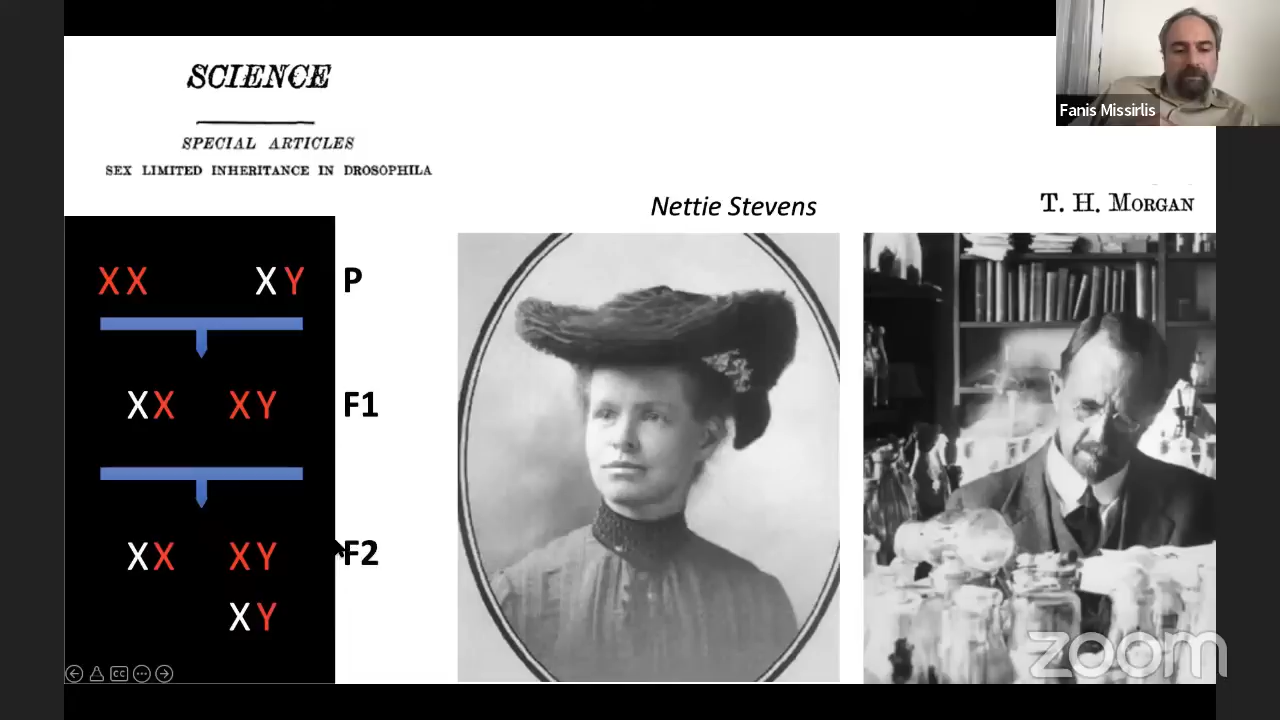 SCIENCE
SPECIAL ARTICLES
SEX LIMITED INHERITANCE IN DROSOPHILA
Fanis Missirlis
Nettie Stevens
T. H. MORGAN
XX XY P
XX XY F1
XX XY F2
XY
CC
zoom